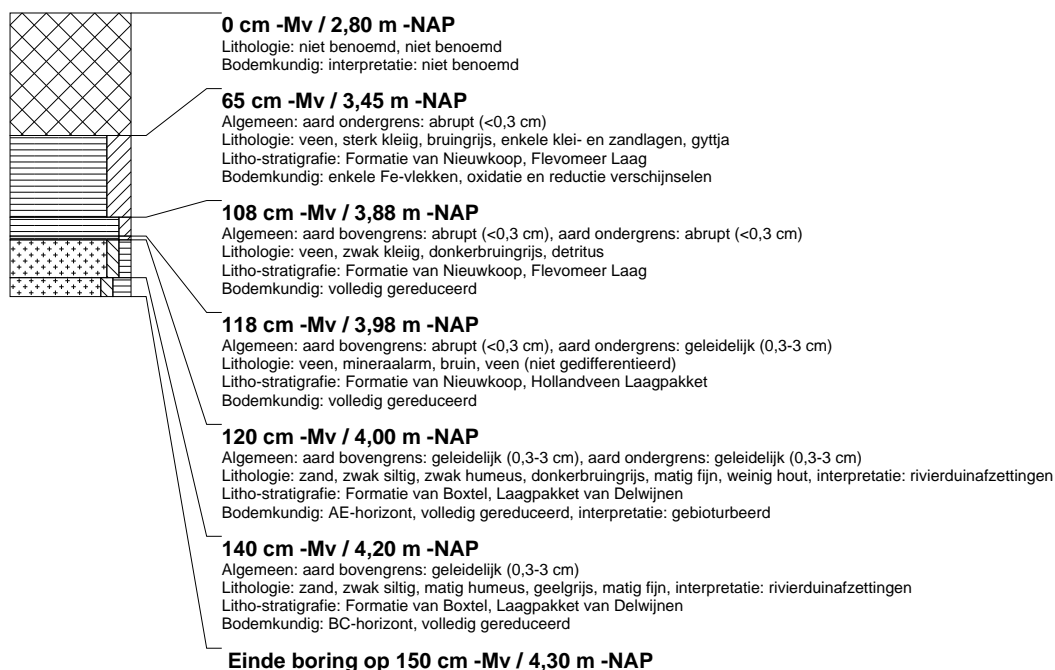 0 cm -Mv / 2,80 m -NAP
Lithologie: niet benoemd, niet benoemd
Bodemkundig: interpretatie: niet benoemd
65 cm -Mv / 3,45 m -NAP
Algemeen: aard ondergrens: abrupt (<0,3 cm)
Lithologie: veen, sterk kleiig, bruingrijs, enkele klei- en zandlagen, gyttja
Litho-stratigrafie: Formatie van Nieuwkoop, Flevomeer Laag
Bodemkundig: enkele Fe-vlekken, oxidatie en reductie verschijnselen
108 cm -Mv / 3,88 m -NAP
Algemeen: aard bovengrens: abrupt (<0,3 cm), aard ondergrens: abrupt (<0,3 cm)
Lithologie: veen, zwak kleiig, donkerbruingrijs, detritus
Litho-stratigrafie: Formatie van Nieuwkoop, Flevomeer Laag
Bodemkundig: volledig gereduceerd
118 cm -Mv / 3,98 m -NAP
Algemeen: aard bovengrens: abrupt (<0,3 cm), aard ondergrens: geleidelijk (0,3-3 cm)
Lithologie: veen, mineraalarm, bruin, veen (niet gedifferentieerd)
Litho-stratigrafie: Formatie van Nieuwkoop, Hollandveen Laagpakket
Bodemkundig: volledig gereduceerd
120 cm -Mv / 4,00 m -NAP
Algemeen: aard bovengrens: geleidelijk (0,3-3 cm), aard ondergrens: geleidelijk (0,3-3 cm)
Lithologie: zand, zwak siltig, zwak humeus, donkerbruingrijs, matig fijn, weinig hout, interpretatie: rivierduinafzettingen
Litho-stratigrafie: Formatie van Boxtel, Laagpakket van Delwijnen
Bodemkundig: AE-horizont, volledig gereduceerd, interpretatie: gebioturbeerd
140 cm -Mv / 4,20 m -NAP
Algemeen: aard bovengrens: geleidelijk (0,3-3 cm)
Lithologie: zand, zwak siltig, matig humeus, geelgrijs, matig fijn, interpretatie: rivierduinafzettingen
Litho-stratigrafie: Formatie van Boxtel, Laagpakket van Delwijnen
Bodemkundig: BC-horizont, volledig gereduceerd
Einde boring op 150 cm -Mv / 4,30 m -NAP